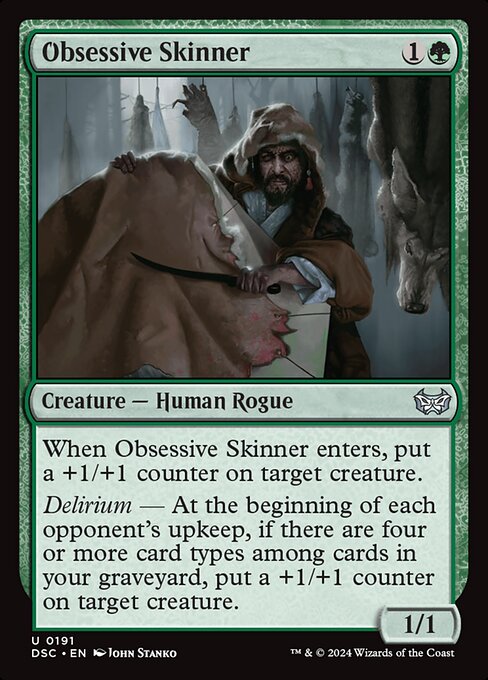 Obsessive Skinner 1
Creature — Human Rogue
When Obsessive Skinner enters, put
a +1/+1 counter on target creature.
Delirium — At the beginning of each
opponent's upkeep, if there are four
or more card types among cards in
your graveyard, put a +1/+1 counter
on target creature.
1/1
U 0191
DSC • EN John Stanko
™ & © 2024 Wizards of the Coast